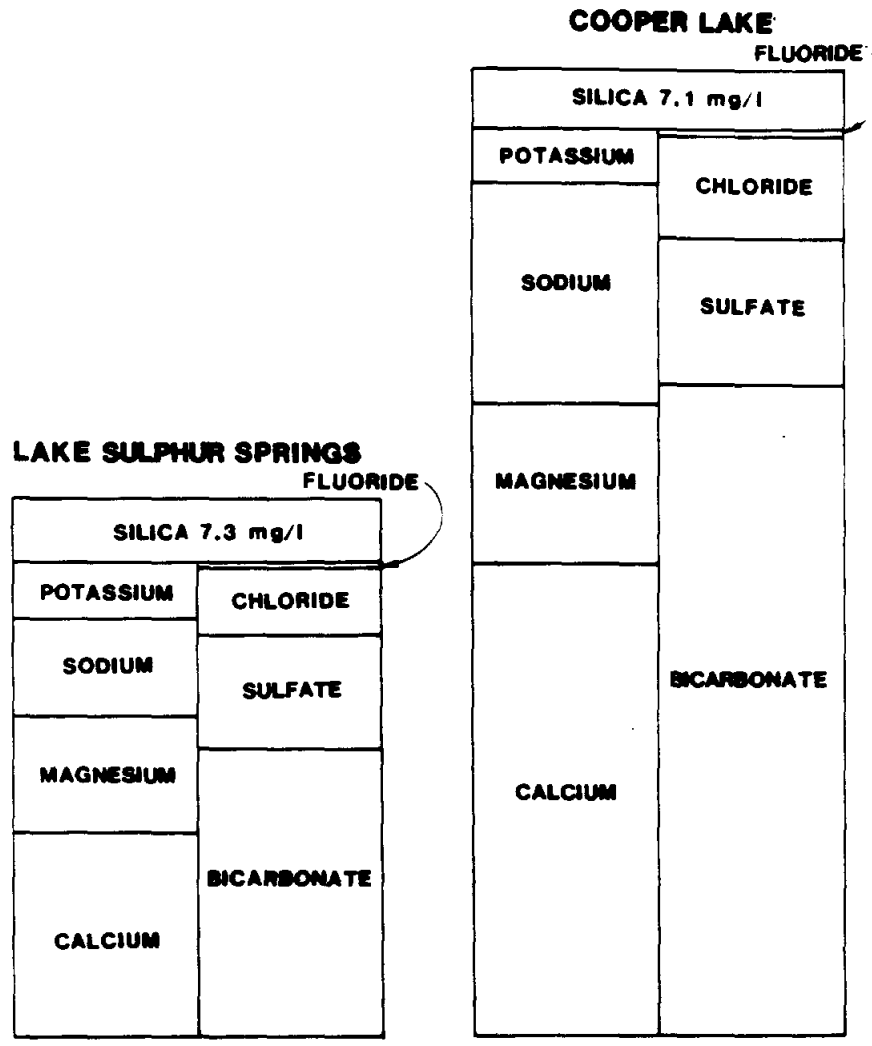 COOPER LAKE
FLUORIDE
SILICA 7.1 mg/l
POTASSIUM
CHLORIDE
SODIUM
SULFATE
MAGNESIUM
BICARBONATE
CALCIUM
LAKE SULPHUR SPRINGS
FLUORIDE
SILICA 7.3 mg/l
POTASSIUM
CHLORIDE
SODIUM
SULFATE
MAGNESIUM
BICARBONATE
CALCIUM